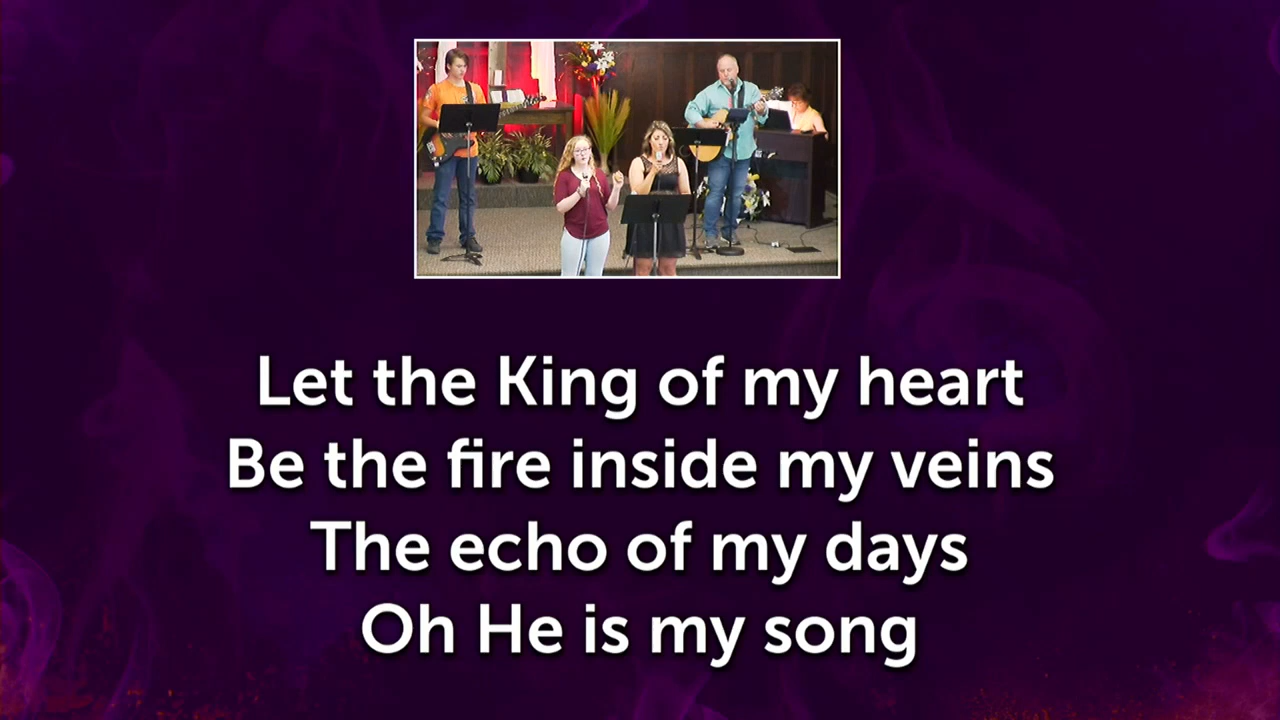 Let the King of my heart
Be the fire inside my veins
The echo of my days
Oh He is my song